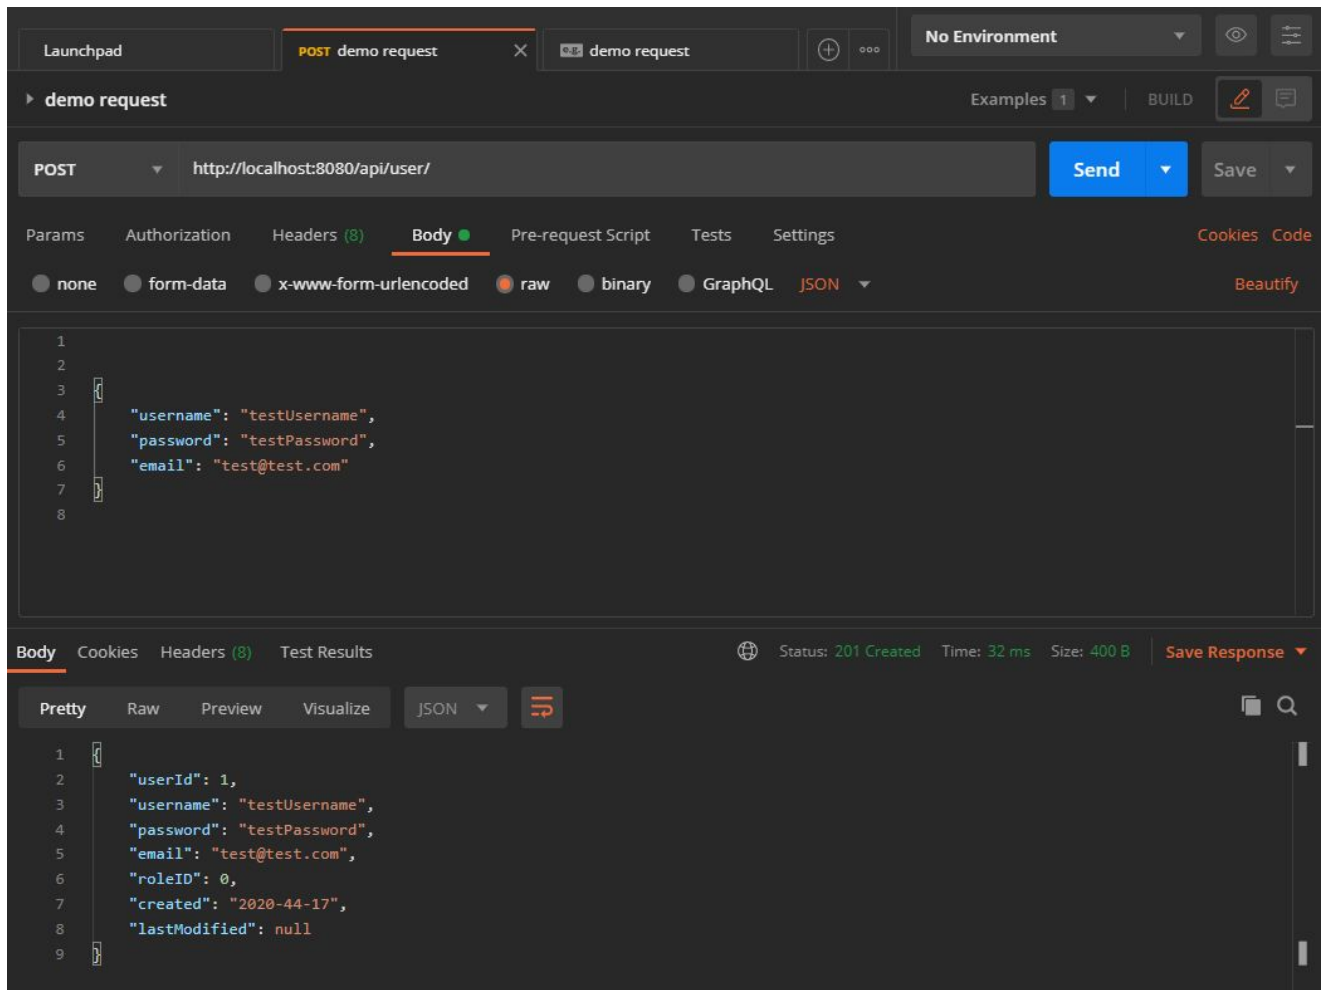 Launchpad POST demo request e.g. demo request No Environment
demo request Examples 1 BUILD
POST http://localhost:8080/api/user/ Send Save
Params Authorization Headers (8) Body Pre-request Script Tests Settings Cookies Code
none form-data x-www-form-urlencoded raw binary GraphQL JSON Beautify
1
2
3 {
4 "username": "testUsername",
5 "password": "testPassword",
6 "email": "test@test.com"
7 }
8
Body Cookies Headers (8) Test Results Status: 201 Created Time: 32 ms Size: 400 B Save Response
Pretty Raw Preview Visualize JSON
1 {
2 "userId": 1,
3 "username": "testUsername",
4 "password": "testPassword",
5 "email": "test@test.com",
6 "roleID": 0,
7 "created": "2020-44-17",
8 "lastModified": null
9 }